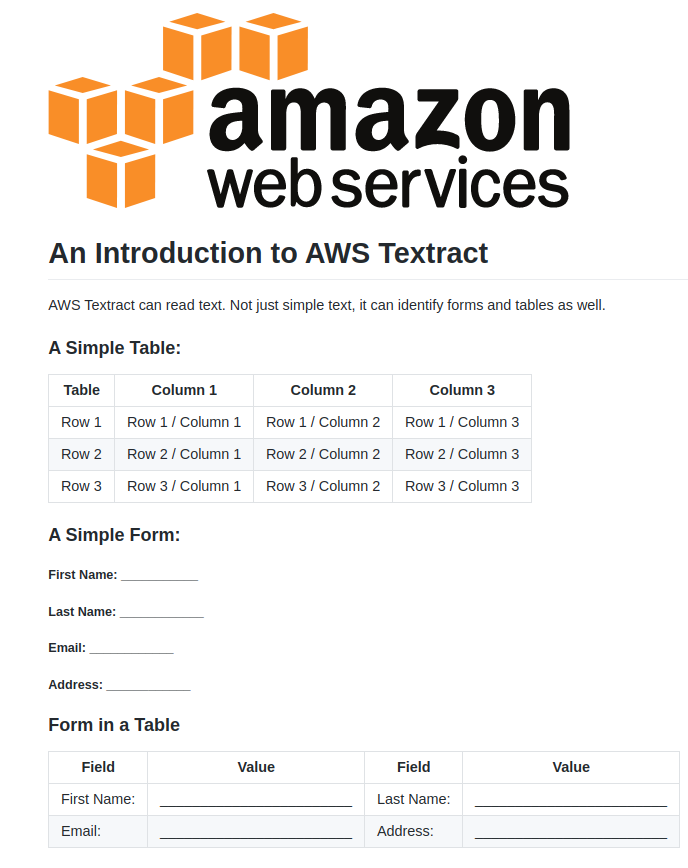 amazon
web services
An Introduction to AWS Textract
AWS Textract can read text. Not just simple text, it can identify forms and tables as well.
A Simple Table:
Table Column 1 Column 2 Column 3
Row 1 Row 1 / Column 1 Row 1 / Column 2 Row 1 / Column 3
Row 2 Row 2 / Column 1 Row 2 / Column 2 Row 2 / Column 3
Row 3 Row 3 / Column 1 Row 3 / Column 2 Row 3 / Column 3
A Simple Form:
First Name: ___________
Last Name: ____________
Email: ____________
Address: ____________
Form in a Table
Field Value Field Value
First Name: ________________________ Last Name: ________________________
Email: ________________________ Address: ________________________